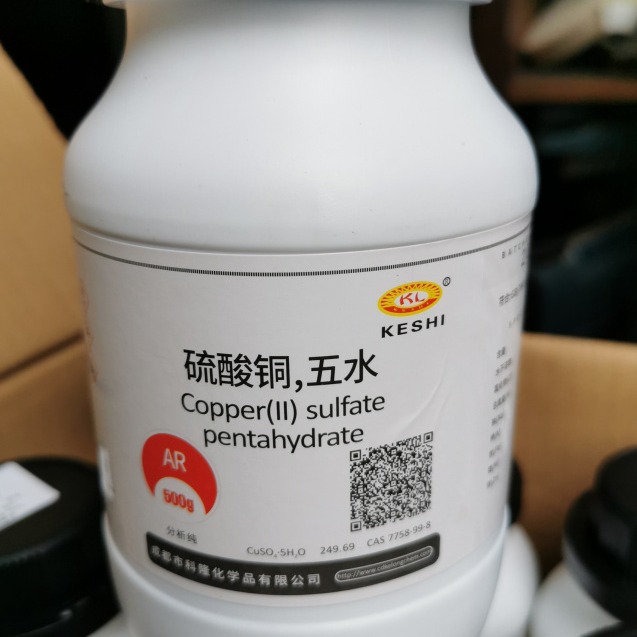 KL
®
KESHI
硫酸铜,五水
Copper(II) sulfate
pentahydrate
AR
500g
分析纯
CuSO₄·5H₂O 249.69 CAS 7758-99-8
成都市科隆化学品有限公司